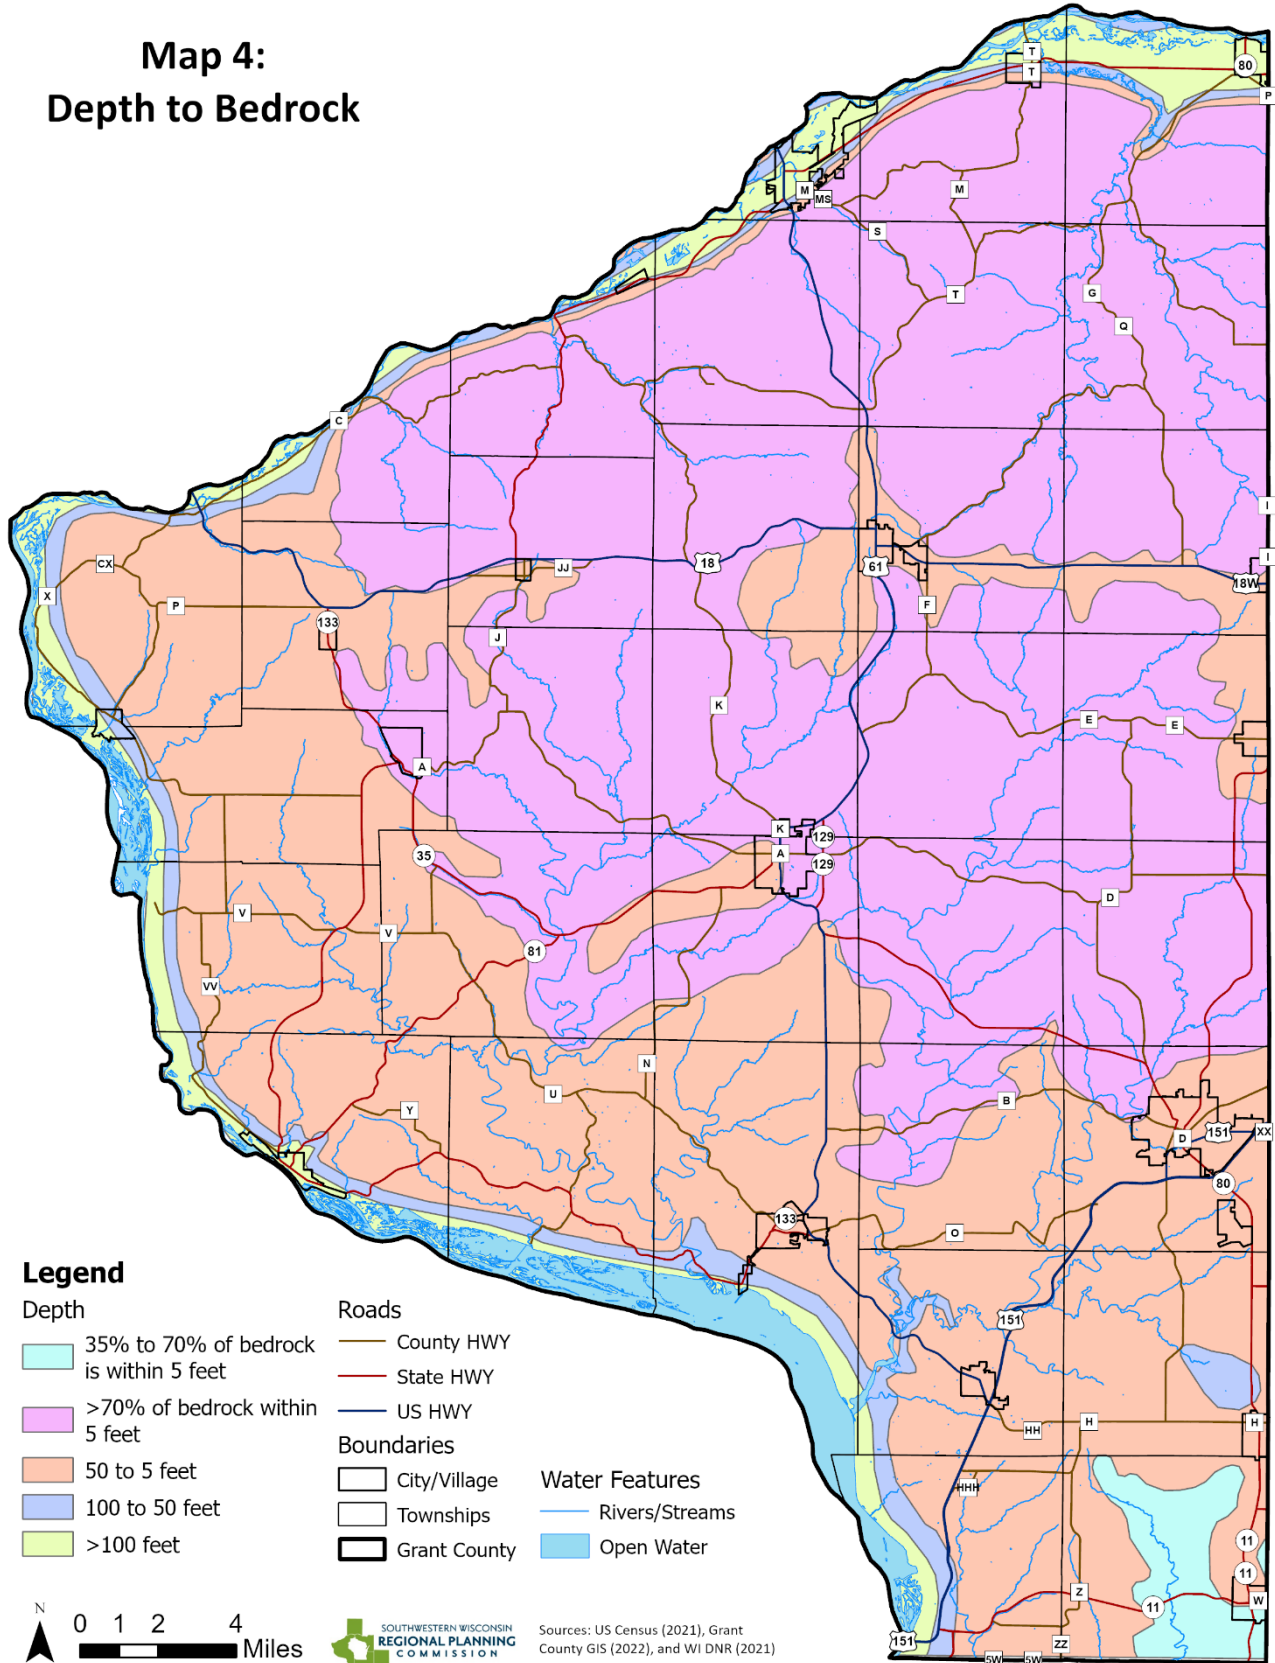 Map 4:
Depth to Bedrock
T
T
80
P
M
MS
M
S
T
G
Q
C
I
I
CX
X
P
133
JJ
18
61
18W
F
J
K
E
E
A
K
129
A
129
35
D
V
V
81
VV
N
U
Y
B
D
151
XX
80
133
O
151
H
HH
H
HHH
11
11
Z
11
W
151
ZZ
5W
5W
Legend
Depth
35% to 70% of bedrock
is within 5 feet
>70% of bedrock within
5 feet
50 to 5 feet
100 to 50 feet
>100 feet
Roads
County HWY
State HWY
US HWY
Boundaries
City/Village
Townships
Grant County
Water Features
Rivers/Streams
Open Water
N
0 1 2 4
Miles
SOUTHWESTERN WISCONSIN
REGIONAL PLANNING
COMMISSION
Sources: US Census (2021), Grant
County GIS (2022), and WI DNR (2021)